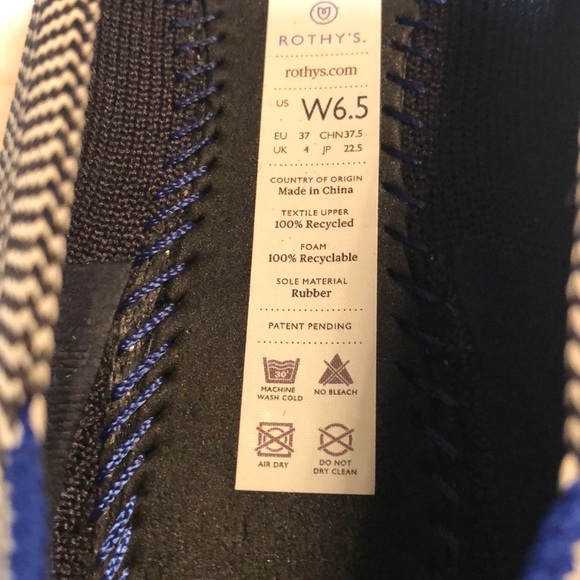 ROTHY'S.
rothys.com
US W6.5
EU 37 CHN37.5
UK 4 JP 22.5
COUNTRY OF ORIGIN
Made in China
TEXTILE UPPER
100% Recycled
FOAM
100% Recyclable
SOLE MATERIAL
Rubber
PATENT PENDING
30°
MACHINE WASH COLD
NO BLEACH
AIR DRY
DO NOT DRY CLEAN